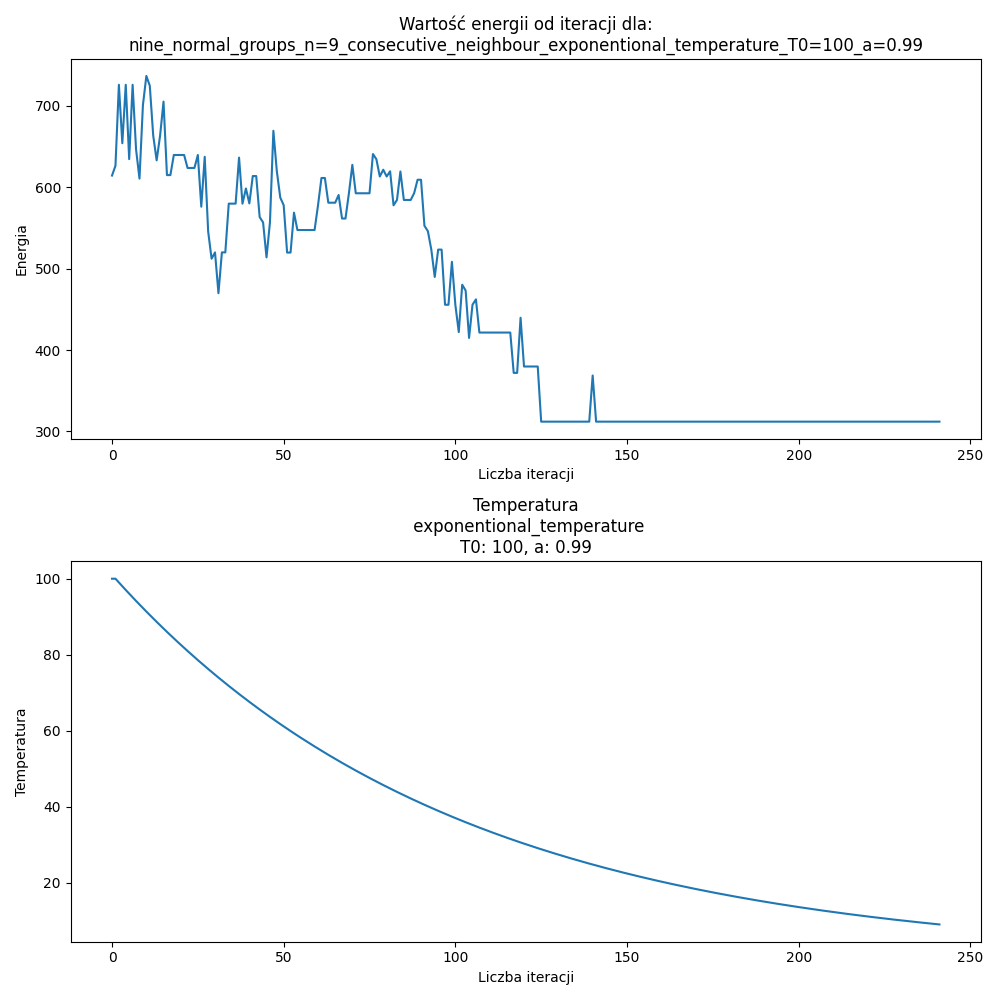 Wartość energii od iteracji dla:
nine_normal_groups_n=9_consecutive_neighbour_exponentional_temperature_T0=100_a=0.99
700
600
500
400
300
Energia
0 50 100 150 200 250
Liczba iteracji
Temperatura
exponentional_temperature
T0: 100, a: 0.99
100
80
60
40
20
Temperatura
0 50 100 150 200 250
Liczba iteracji